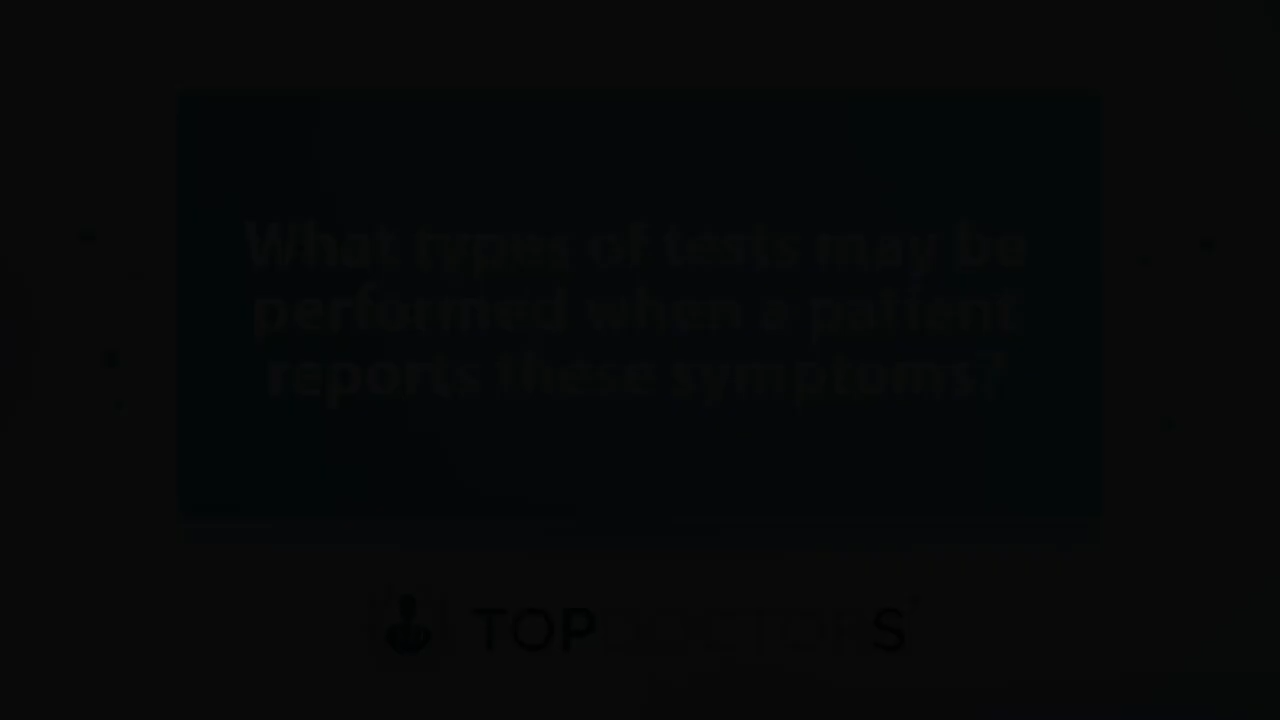 What types of tests may be
performed when a patient
reports these symptoms?
TOPDOCTORS